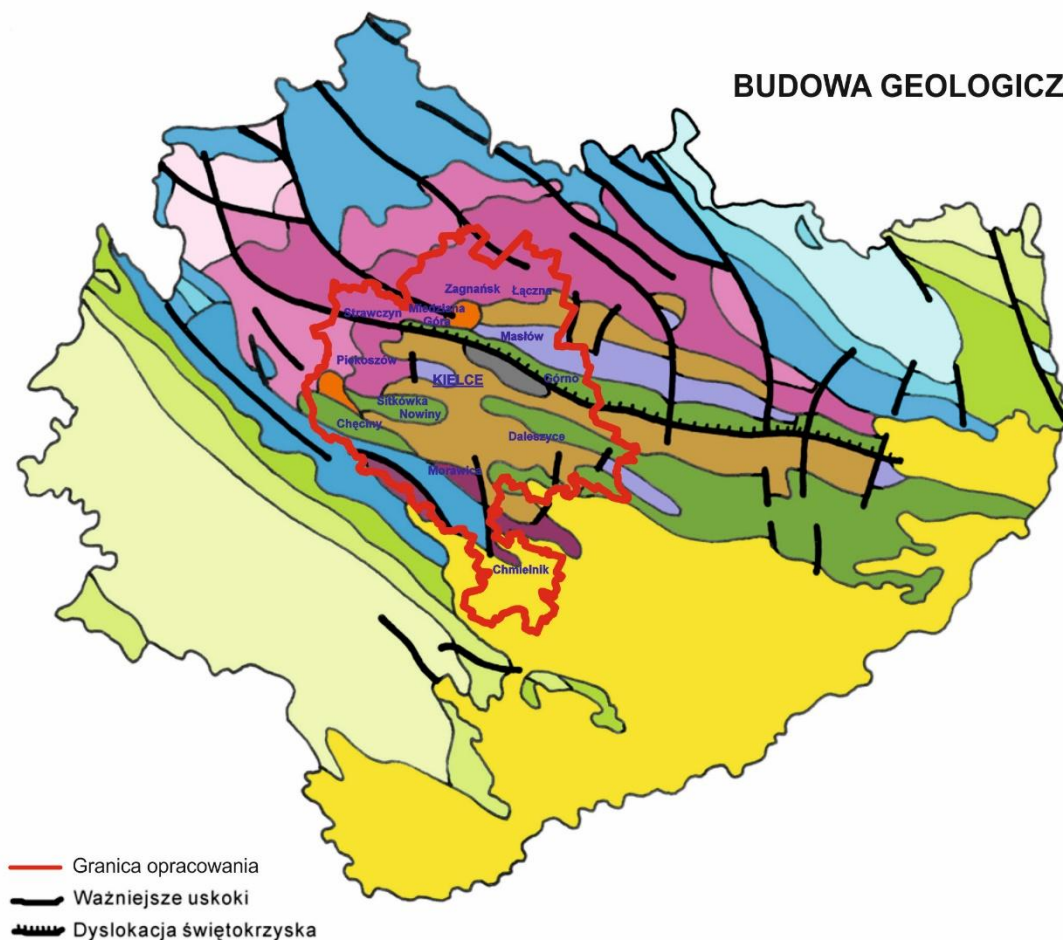 BUDOWA GEOLOGICZ
Zagnańsk
Łączna
Strawczyn
Miedziana
Góra
Masłów
Piekoszów
KIELCE
Górno
Sitkówka
Nowiny
Chęciny
Daleszyce
Morawica
Chmielnik
Granica opracowania
Ważniejsze uskoki
Dyslokacja świętokrzyska